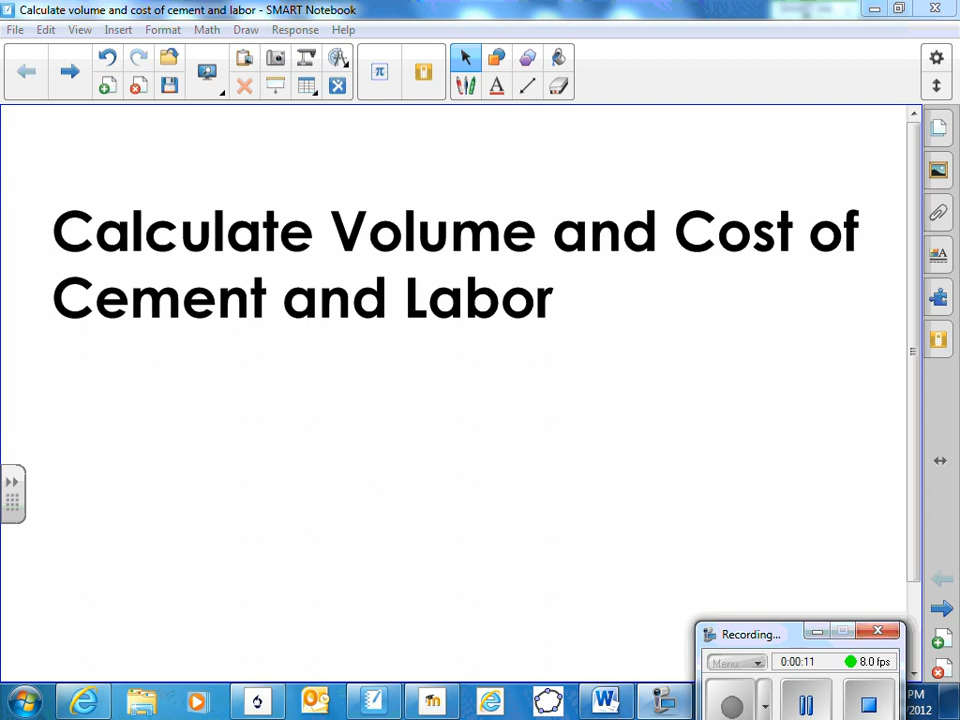 Calculate volume and cost of cement and labor - SMART Notebook
File Edit View Insert Format Math Draw Response Help
π
A
Calculate Volume and Cost of
Cement and Labor
Recording...
Menu 0:00:11 8.0 fps
PM
/2012